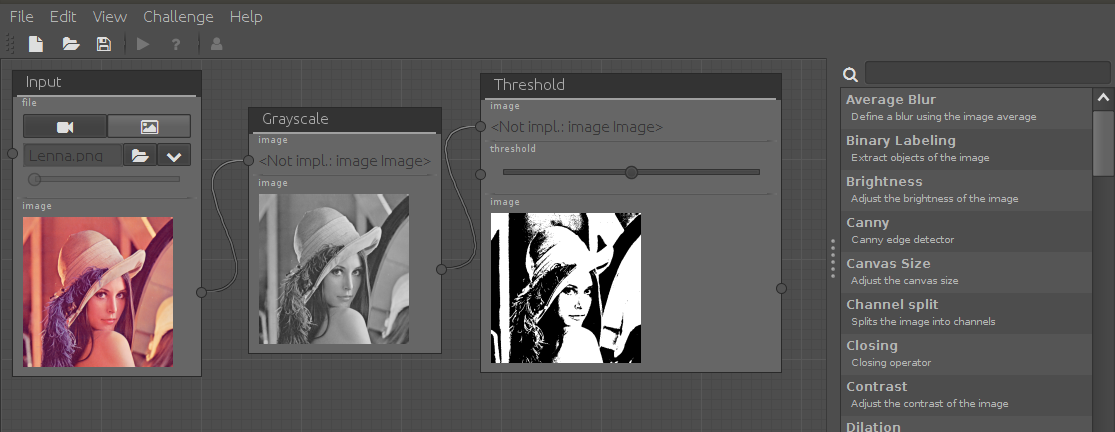 File Edit View Challenge Help
?
Input
file
Lenna.png
image
Grayscale
image
<Not impl.: image Image>
image
Threshold
image
<Not impl.: image Image>
threshold
image
Average Blur
Define a blur using the image average
Binary Labeling
Extract objects of the image
Brightness
Adjust the brightness of the image
Canny
Canny edge detector
Canvas Size
Adjust the canvas size
Channel split
Splits the image into channels
Closing
Closing operator
Contrast
Adjust the contrast of the image
Dilation